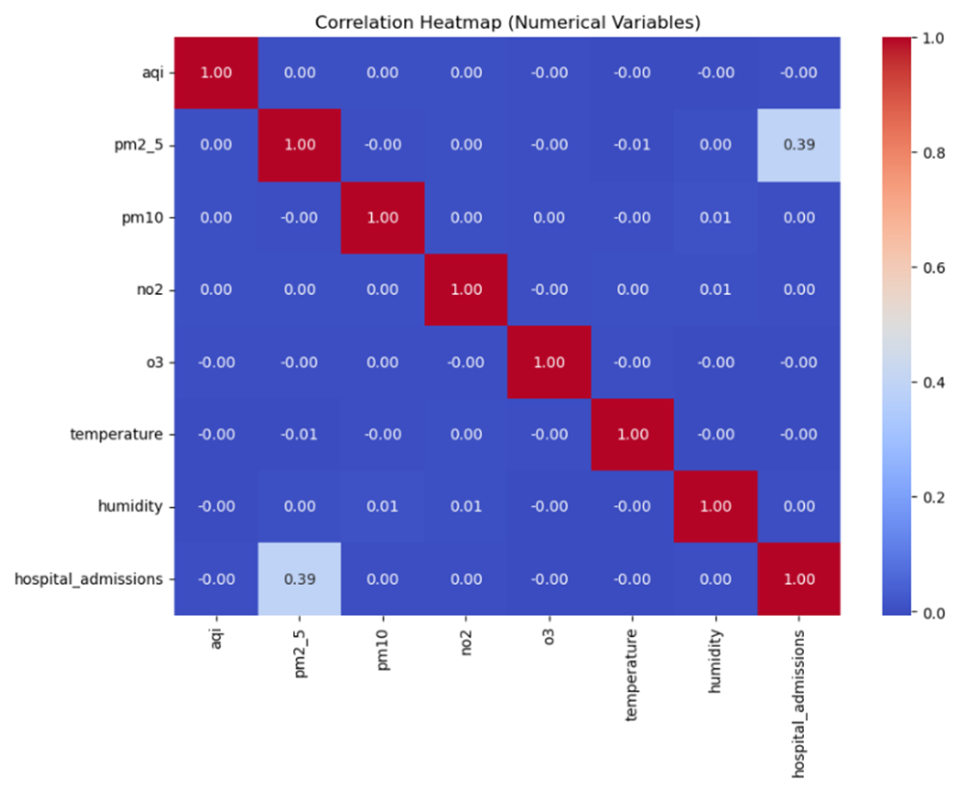 Correlation Heatmap (Numerical Variables)
aqi 1.00 0.00 0.00 0.00 -0.00 -0.00 -0.00 -0.00
pm2_5 0.00 1.00 -0.00 0.00 -0.00 -0.01 0.00 0.39
pm10 0.00 -0.00 1.00 0.00 0.00 -0.00 0.01 0.00
no2 0.00 0.00 0.00 1.00 -0.00 0.00 0.01 0.00
o3 -0.00 -0.00 0.00 -0.00 1.00 -0.00 -0.00 -0.00
temperature -0.00 -0.01 -0.00 0.00 -0.00 1.00 -0.00 -0.00
humidity -0.00 0.00 0.01 0.01 -0.00 -0.00 1.00 0.00
hospital_admissions -0.00 0.39 0.00 0.00 -0.00 -0.00 0.00 1.00
aqi pm2_5 pm10 no2 o3 temperature humidity hospital_admissions
1.0
0.8
0.6
0.4
0.2
0.0